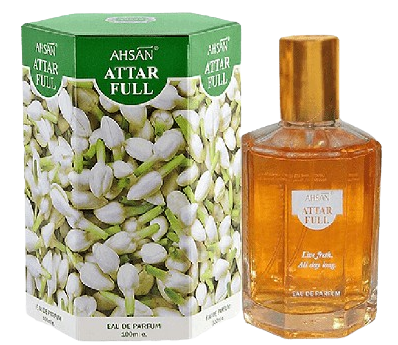 AHSAN
ATTAR
FULL
EAU DE PARFUM
100ml e.
AHSAN
ATTAR
FULL
Live fresh,
All day long.
EAU DE PARFUM